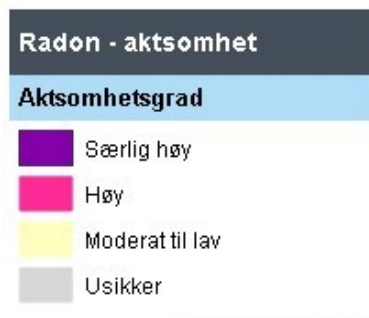 Radon - aktsomhet
Aktsomhetsgrad
Særlig høy
Høy
Moderat til lav
Usikker